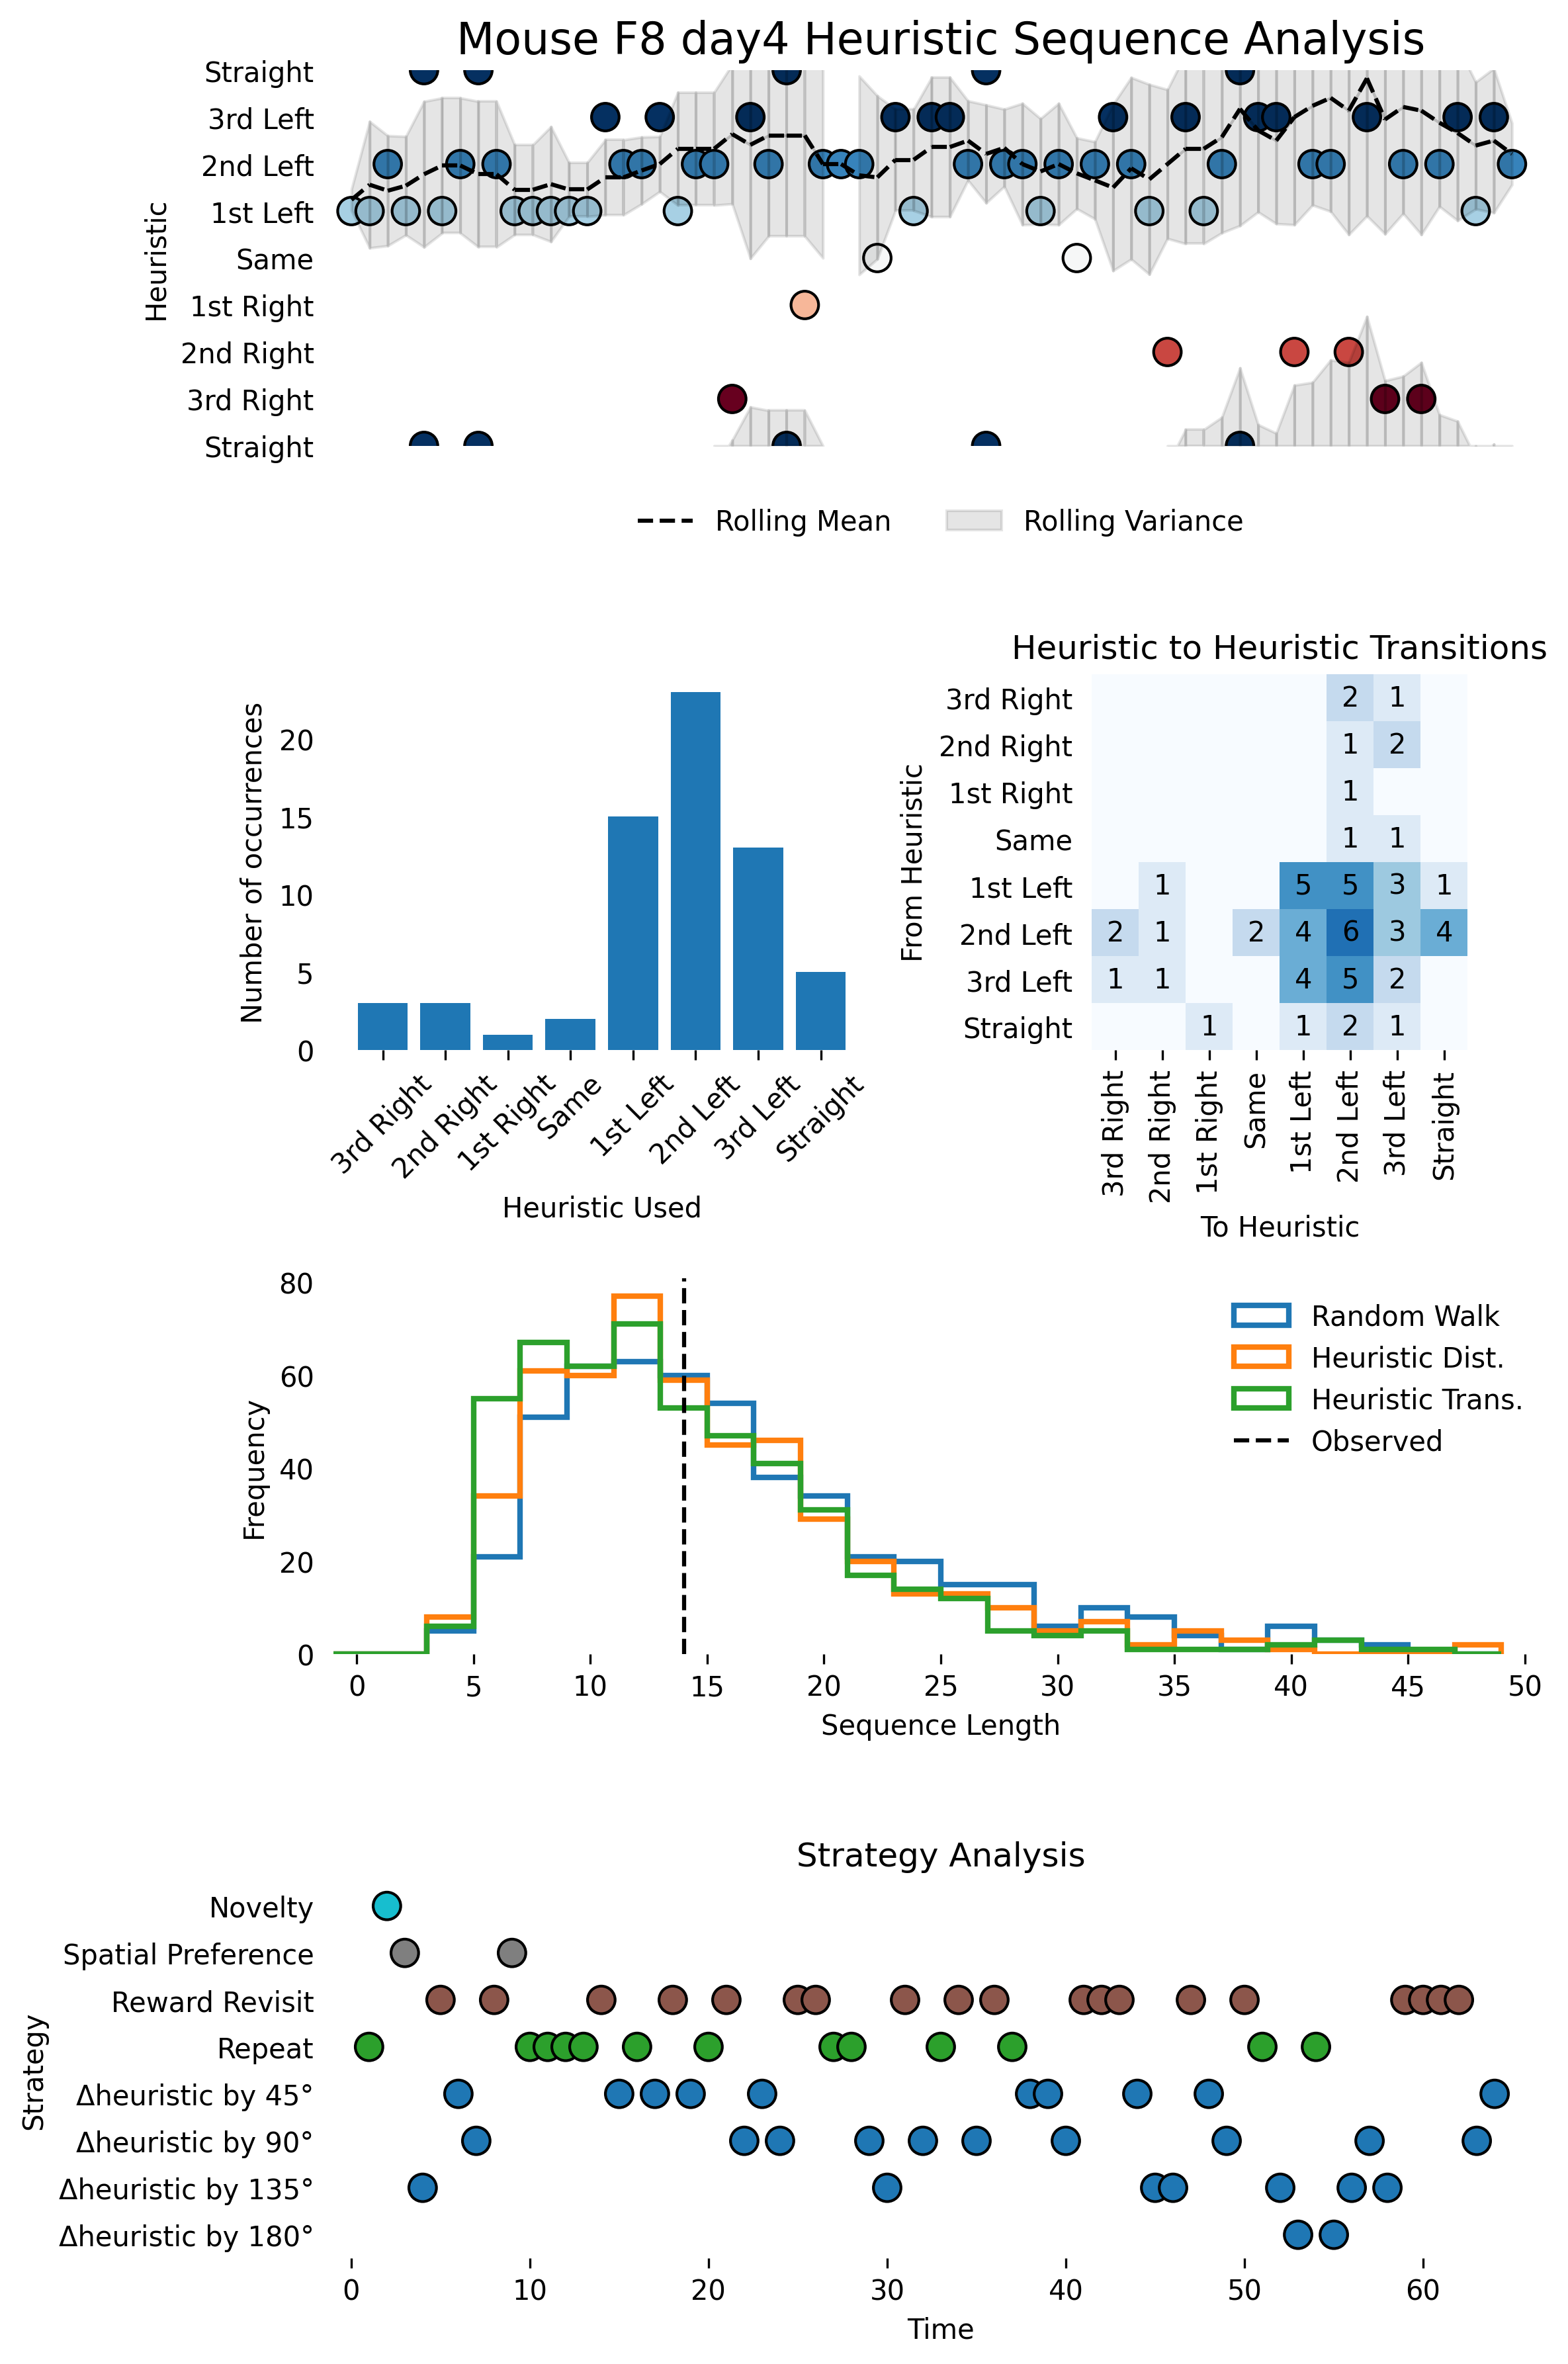 Mouse F8 day4 Heuristic Sequence Analysis
Heuristic
Straight
3rd Left
2nd Left
1st Left
Same
1st Right
2nd Right
3rd Right
Straight
Rolling Mean
Rolling Variance
Number of occurrences
20
15
10
5
0
3rd Right
2nd Right
1st Right
Same
1st Left
2nd Left
3rd Left
Straight
Heuristic Used
Heuristic to Heuristic Transitions
From Heuristic
3rd Right 2 1
2nd Right 1 2
1st Right 1
Same 1 1
1st Left 1 5 5 3 1
2nd Left 2 1 2 4 6 3 4
3rd Left 1 1 4 5 2
Straight 1 1 2 1
3rd Right
2nd Right
1st Right
Same
1st Left
2nd Left
3rd Left
Straight
To Heuristic
Frequency
80
60
40
20
0
0 5 10 15 20 25 30 35 40 45 50
Sequence Length
Random Walk
Heuristic Dist.
Heuristic Trans.
Observed
Strategy Analysis
Strategy
Novelty
Spatial Preference
Reward Revisit
Repeat
Δheuristic by 45°
Δheuristic by 90°
Δheuristic by 135°
Δheuristic by 180°
0 10 20 30 40 50 60
Time